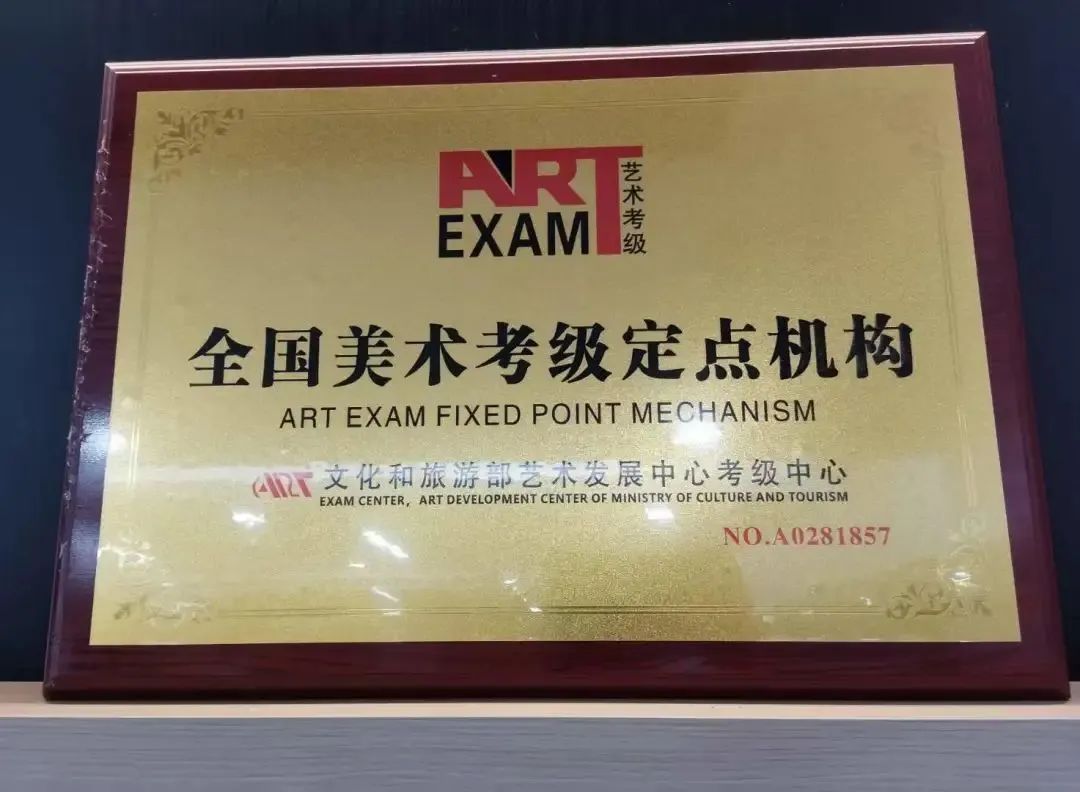 ART
EXAM
艺术考级
全国美术考级定点机构
ART EXAM FIXED POINT MECHANISM
ART 文化和旅游部艺术发展中心考级中心
EXAM CENTER, ART DEVELOPMENT CENTER OF MINISTRY OF CULTURE AND TOURISM
NO.A0281857